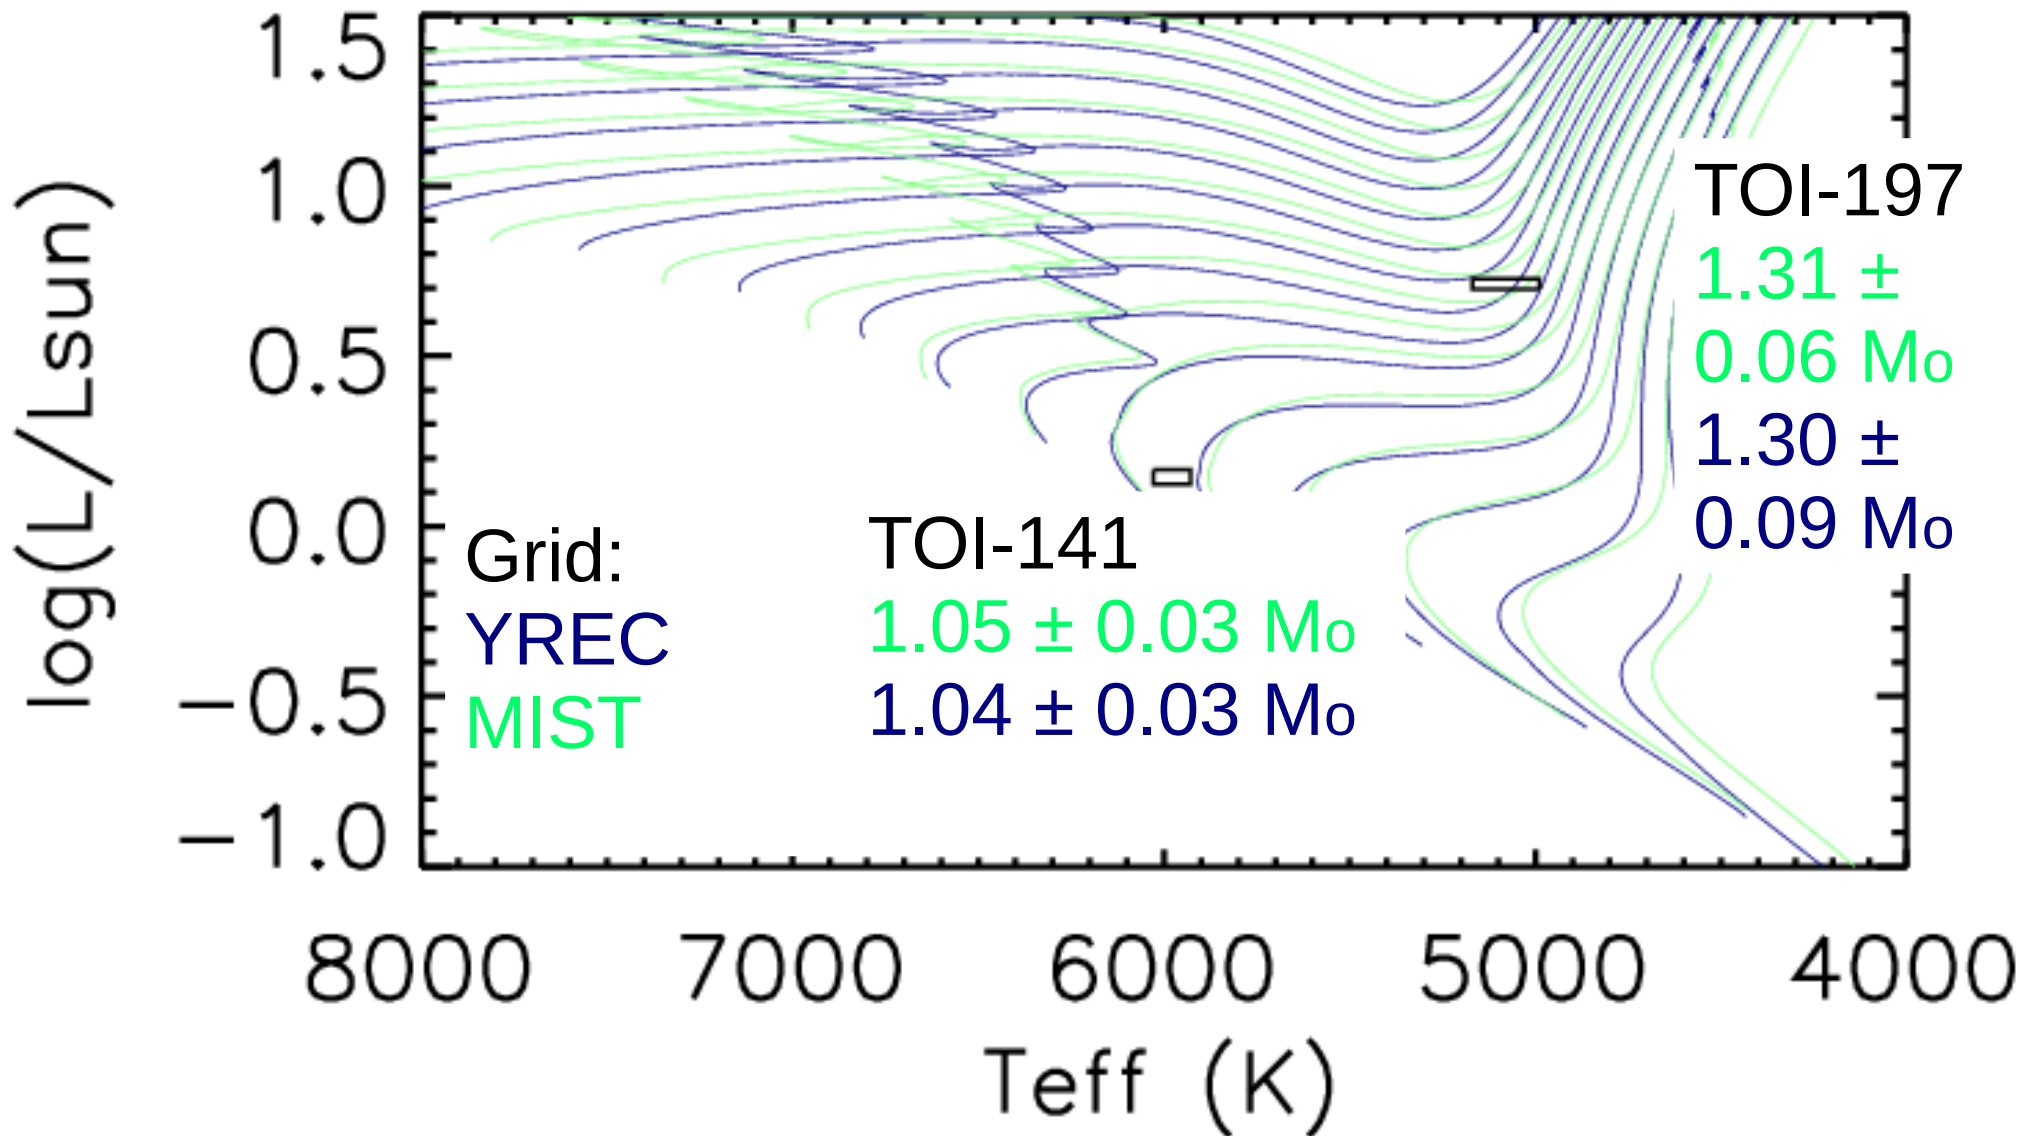 1.5
1.0
0.5
0.0
−0.5
−1.0
log(L/Lsun)
TOI-197
1.31 ±
0.06 Mo
1.30 ±
0.09 Mo
Grid:
YREC
MIST
TOI-141
1.05 ± 0.03 Mo
1.04 ± 0.03 Mo
8000 7000 6000 5000 4000
Teff (K)